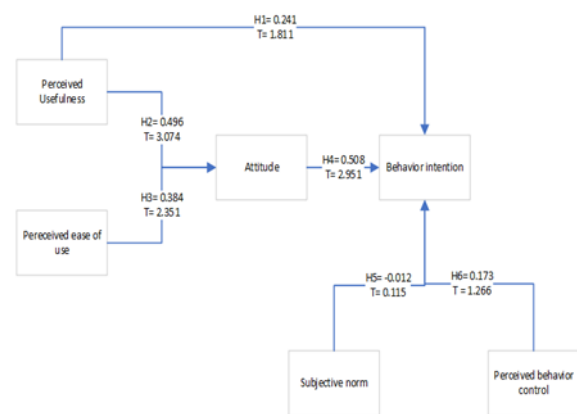 H1= 0.241
T= 1.811
Perceived
Usefulness
H2= 0.496
T= 3.074
Attitude
H4= 0.508
T= 2.951
Behavior intention
H3= 0.384
T= 2.351
Pereceived ease of
use
H5= -0.012
T= 0.115
H6= 0.173
T = 1.266
Subjective norm
Perceived behavior
control